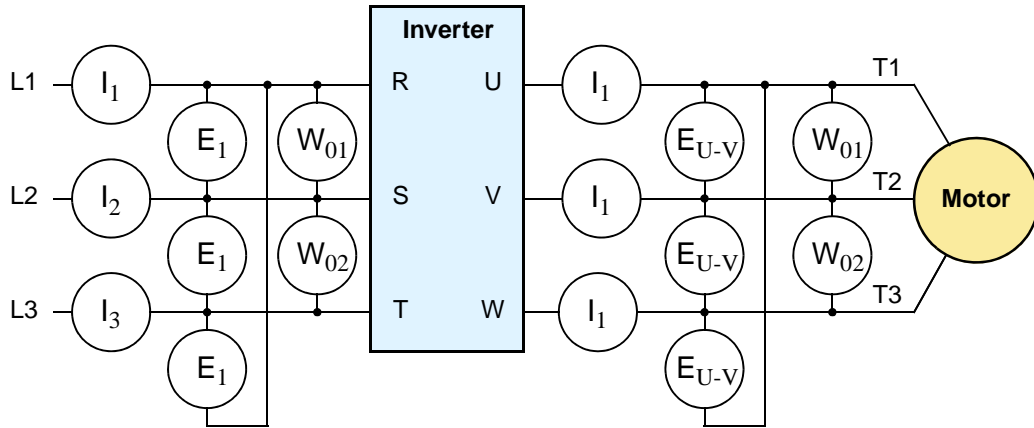 Inverter
L1 I1 R U I1 T1
E1 W01 EU-V W01
L2 I2 S V I1 T2
Motor
E1 W02 EU-V W02
L3 I3 T W I1 T3
E1 EU-V